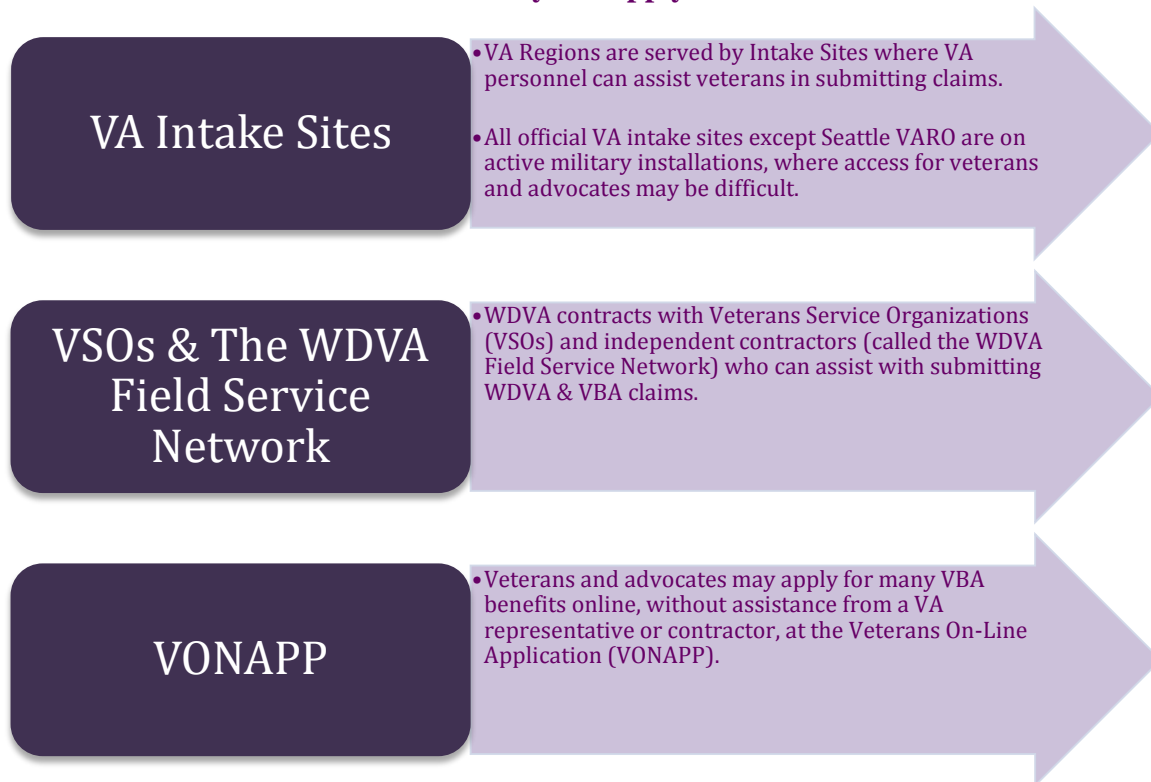 VA Intake Sites
•VA Regions are served by Intake Sites where VA
personnel can assist veterans in submitting claims.
•All official VA intake sites except Seattle VARO are on
active military installations, where access for veterans
and advocates may be difficult.
VSOs & The WDVA
Field Service
Network
•WDVA contracts with Veterans Service Organizations
(VSOs) and independent contractors (called the WDVA
Field Service Network) who can assist with submitting
WDVA & VBA claims.
VONAPP
•Veterans and advocates may apply for many VBA
benefits online, without assistance from a VA
representative or contractor, at the Veterans On-Line
Application (VONAPP).